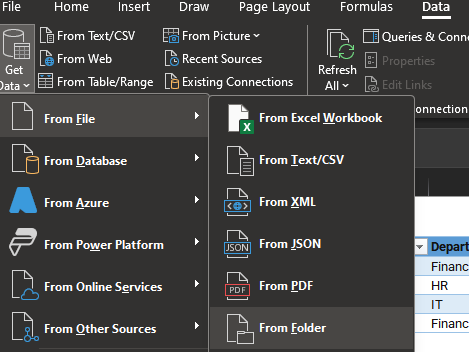 File Home Insert Draw Page Layout Formulas Data
From Text/CSV From Picture Queries & Conne
Get Data From Web Recent Sources Refresh All Properties
From Table/Range Existing Connections Edit Links
onnection
From File From Excel Workbook
From Database From Text/CSV
From Azure From XML
From Power Platform From JSON
Depart
From Online Services From PDF
Financ
HR
IT
From Other Sources From Folder
Financ